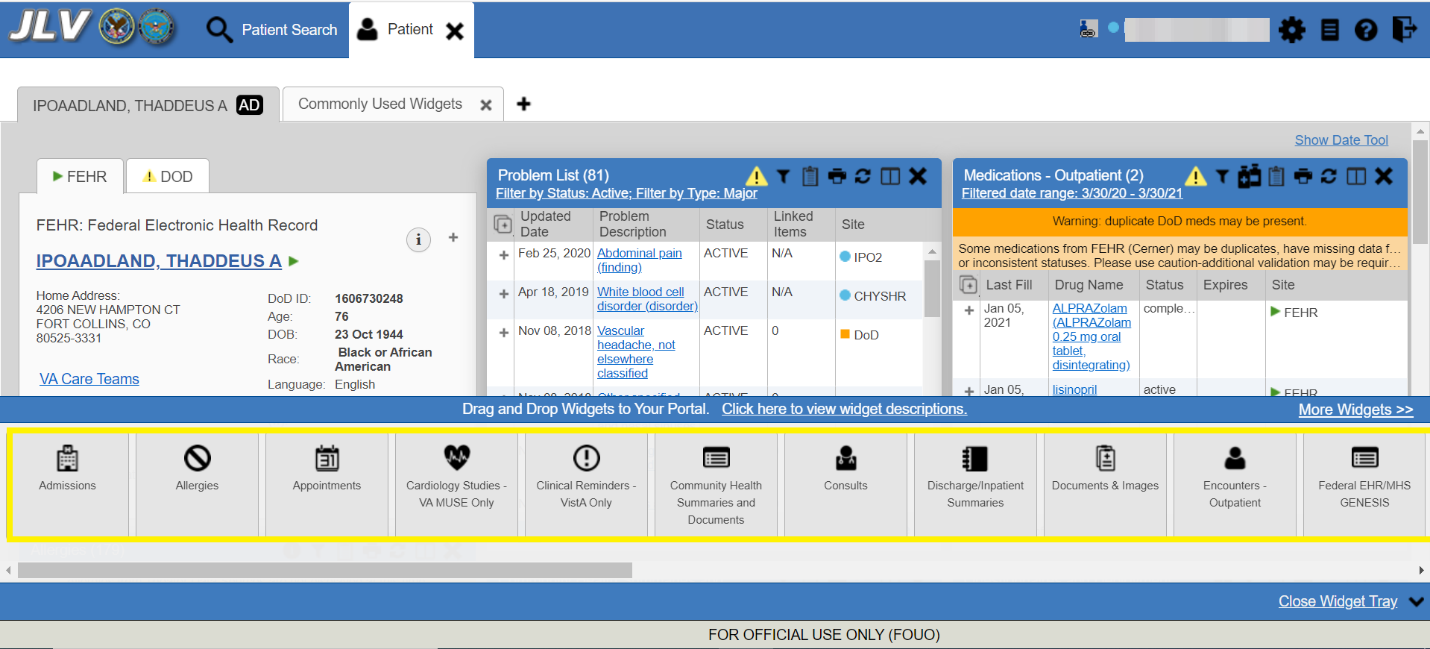 JLV
Patient Search
Patient
IPOAADLAND, THADDEUS A AD
Commonly Used Widgets
Show Date Tool
FEHR
DOD
FEHR: Federal Electronic Health Record
IPOAADLAND, THADDEUS A
Home Address:
4206 NEW HAMPTON CT
FORT COLLINS, CO
80525-3331
VA Care Teams
DoD ID: 1606730248
Age: 76
DOB: 23 Oct 1944
Race: Black or African
American
Language: English
Problem List (81)
Filter by Status: Active; Filter by Type: Major
Updated Date Problem Description Status Linked Items Site
Feb 25, 2020 Abdominal pain (finding) ACTIVE N/A IPO2
Apr 18, 2019 White blood cell disorder (disorder) ACTIVE N/A CHYSHR
Nov 08, 2018 Vascular headache, not elsewhere classified ACTIVE 0 DoD
Nov 08, 2018 Other specified ACTIVE
Medications - Outpatient (2)
Filtered date range: 3/30/20 - 3/30/21
Warning: duplicate DoD meds may be present.
Some medications from FEHR (Cerner) may be duplicates, have missing data f...
or inconsistent statuses. Please use caution-additional validation may be requir...
Last Fill Drug Name Status Expires Site
Jan 05, 2021 ALPRAZolam (ALPRAZolam 0.25 mg oral tablet, disintegrating) comple... FEHR
Jan 05, lisinopril active FEHR
Drag and Drop Widgets to Your Portal. Click here to view widget descriptions.
More Widgets >>
Admissions
Allergies
31
Appointments
Cardiology Studies -
VA MUSE Only
Clinical Reminders -
VistA Only
Community Health
Summaries and
Documents
Consults
Discharge/Inpatient
Summaries
Documents & Images
Encounters -
Outpatient
Federal EHR/MHS
GENESIS
Close Widget Tray
FOR OFFICIAL USE ONLY (FOUO)